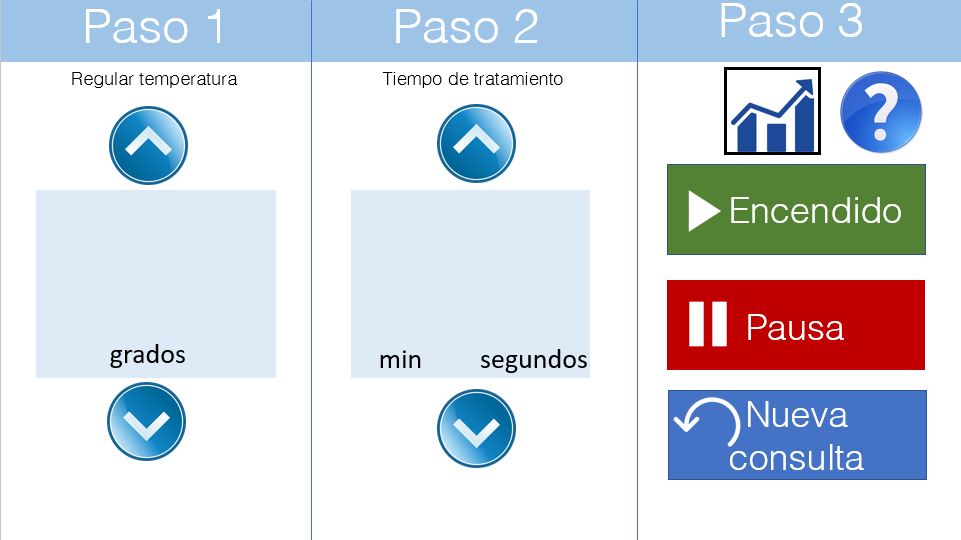 Paso 1
Paso 2
Paso 3
Regular temperatura
Tiempo de tratamiento
?
Encendido
Pausa
grados
min segundos
Nueva
consulta